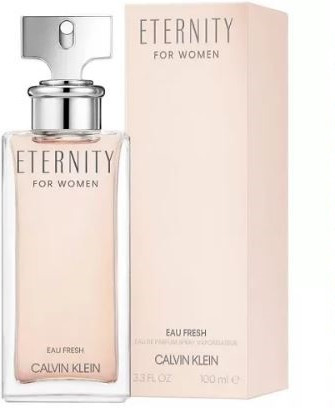 ETERNITY
FOR WOMEN
EAU FRESH
CALVIN KLEIN
ETERNITY
FOR WOMEN
EAU FRESH
EAU DE PARFUM SPRAY VAPORISATEUR
CALVIN KLEIN
3.3 FL OZ 100 ml ℮